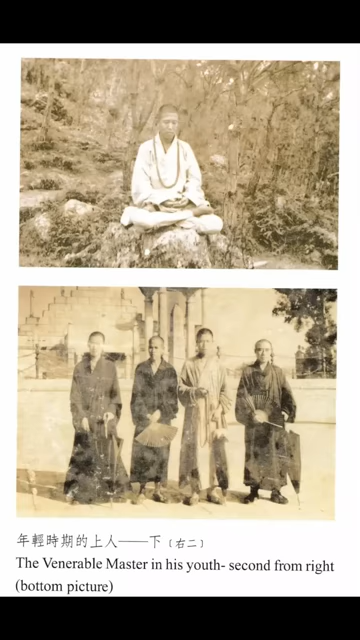 年輕時期的上人——下（右二）
The Venerable Master in his youth- second from right
(bottom picture)